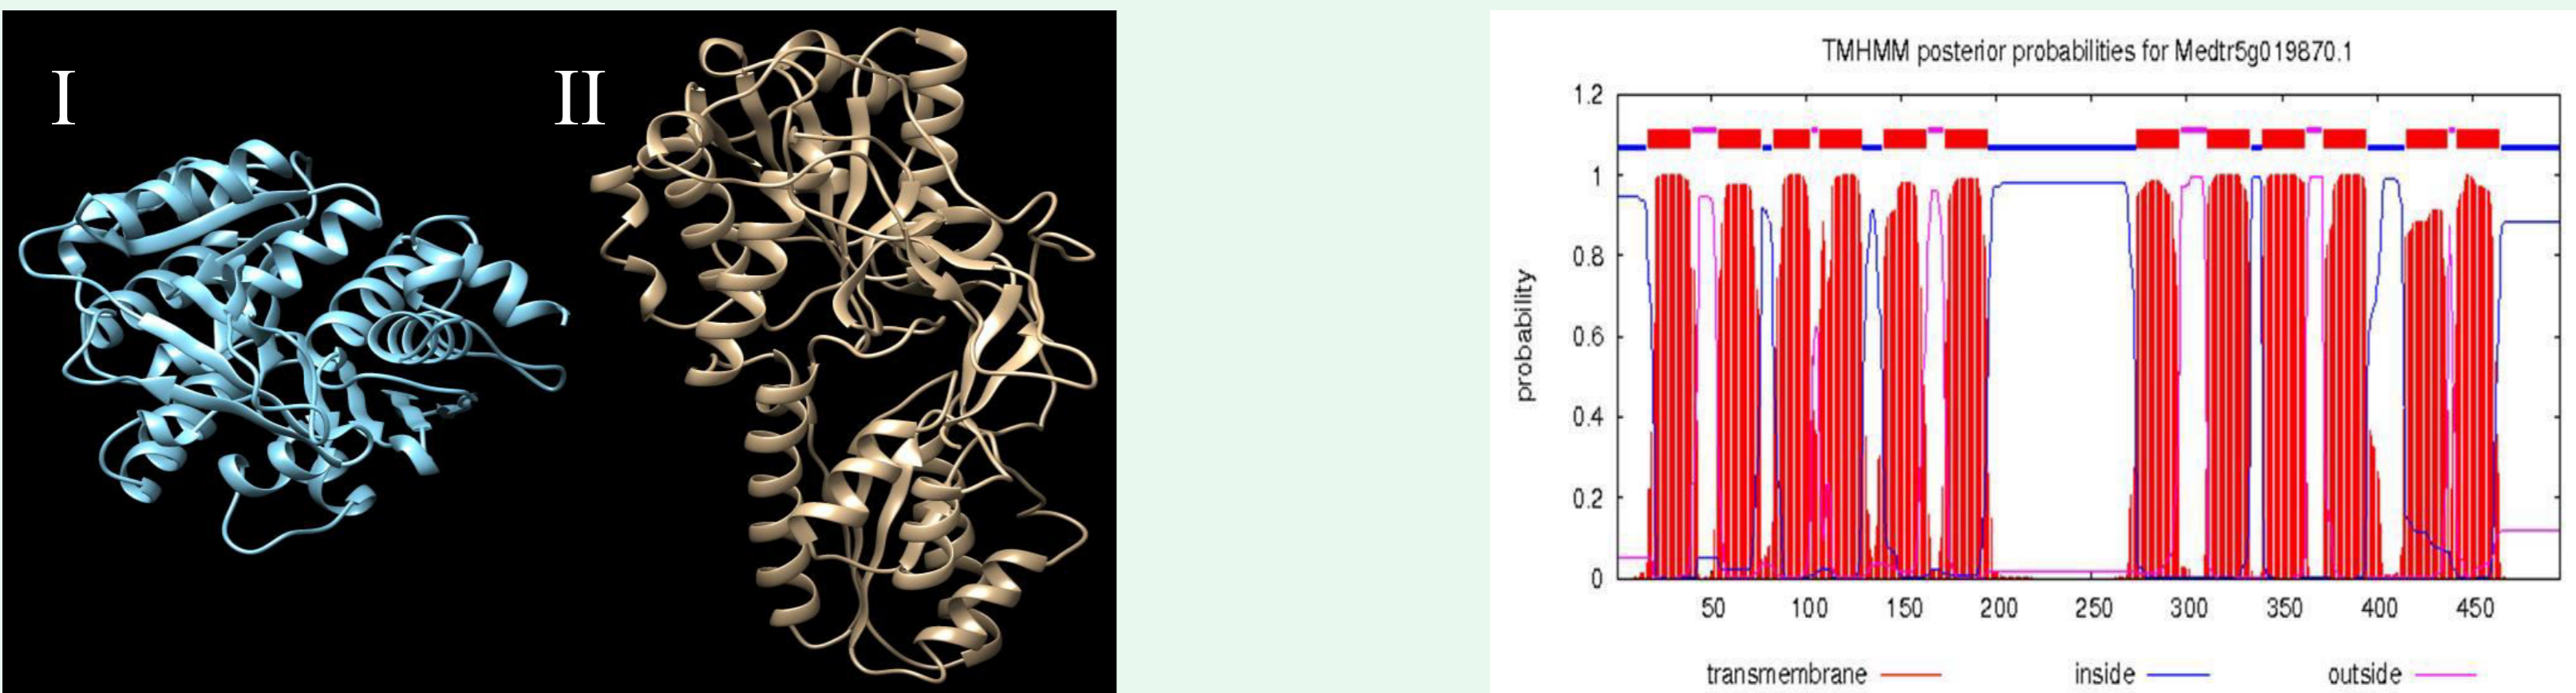 I
II
TMHMM posterior probabilities for Medtr5g019870.1
1.2
1
0.8
0.6
0.4
0.2
0
probability
50 100 150 200 250 300 350 400 450
transmembrane inside outside